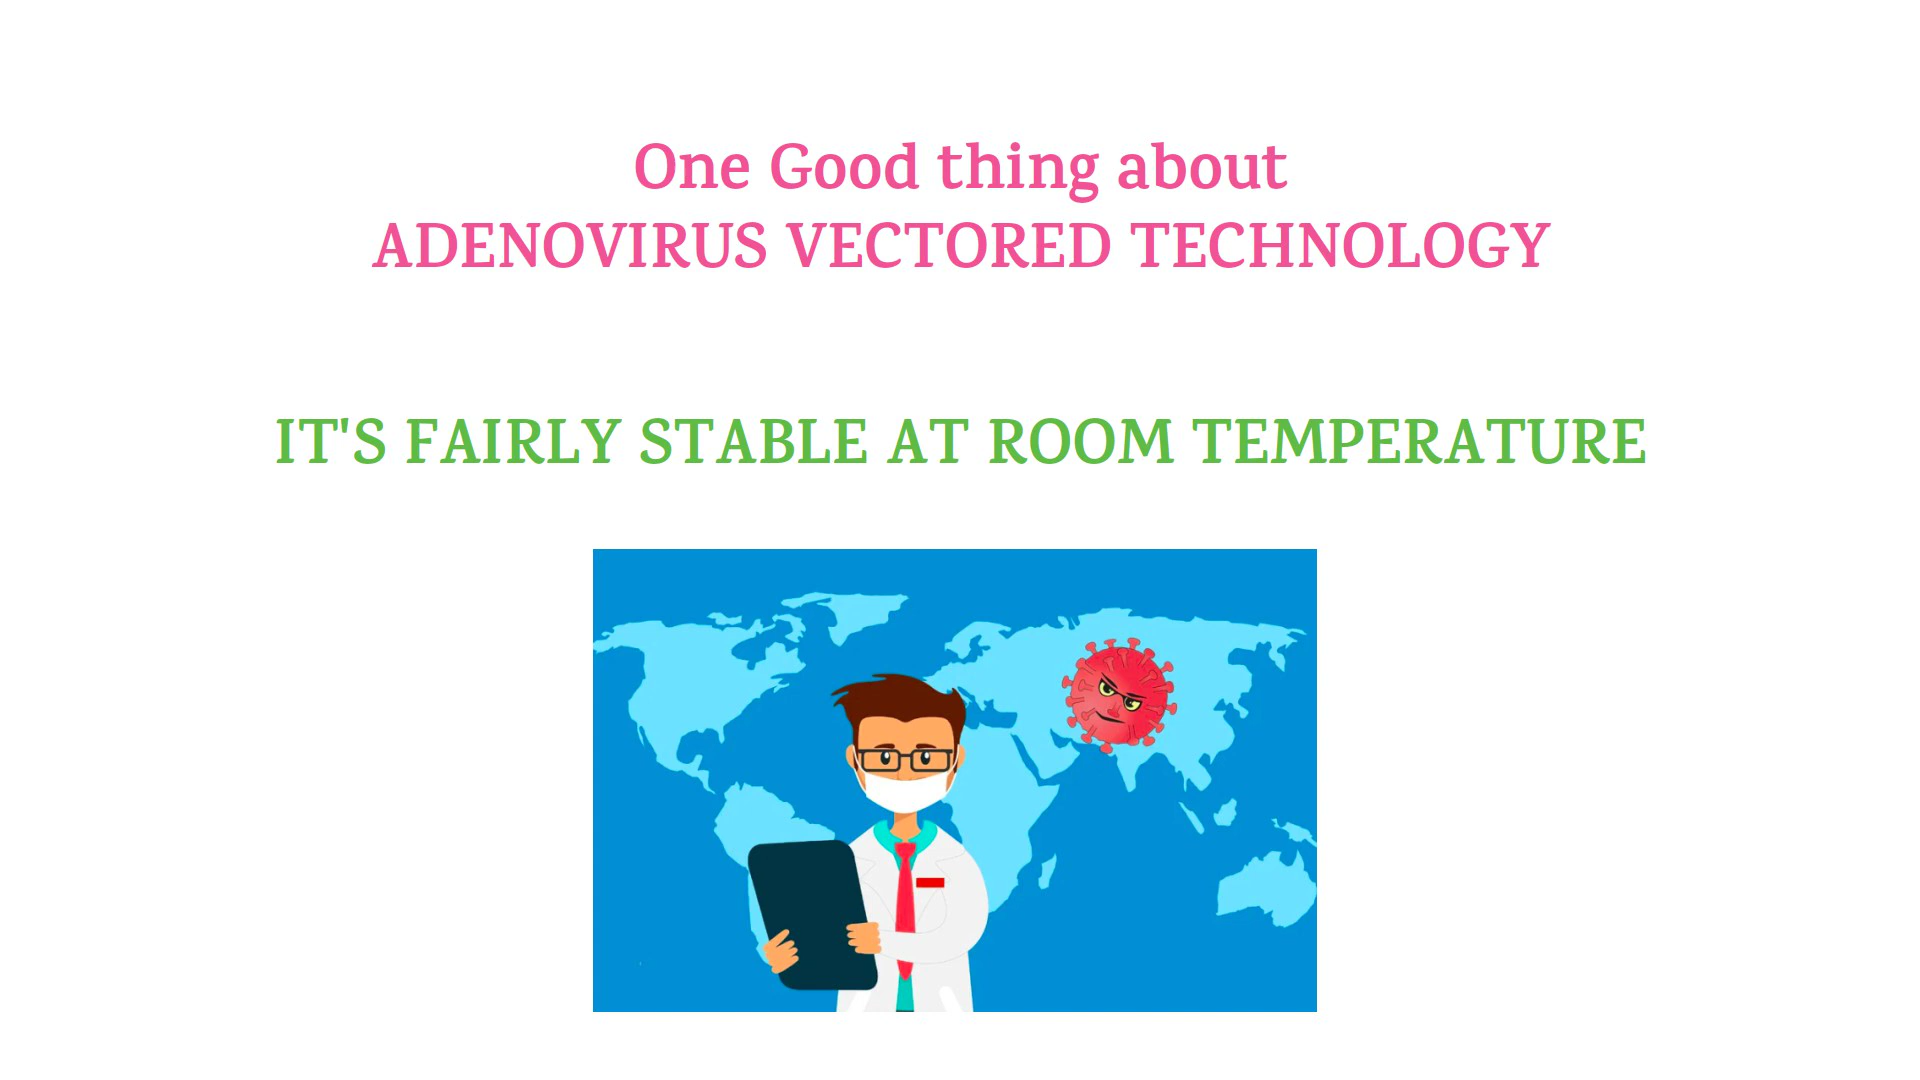 One Good thing about
ADENOVIRUS VECTORED TECHNOLOGY
IT'S FAIRLY STABLE AT ROOM TEMPERATURE